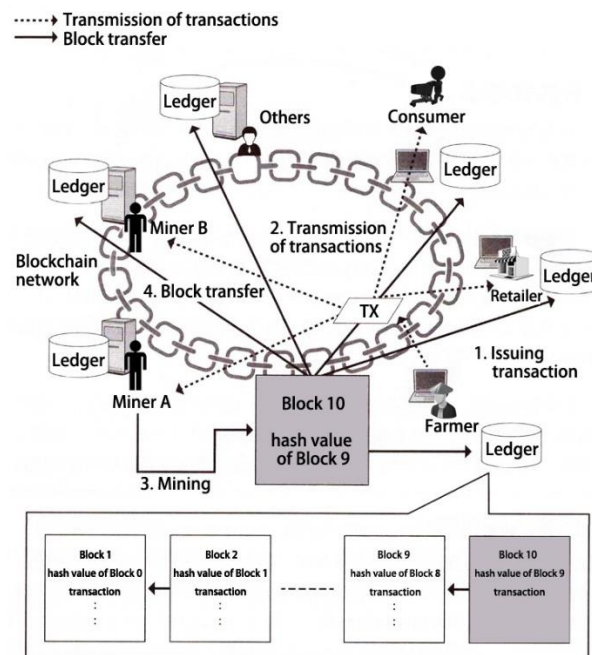 Transmission of transactions
Block transfer
Ledger
Others
Consumer
Ledger
Ledger
Miner B
2. Transmission
of transactions
Blockchain
network
4. Block transfer
TX
Retailer
Ledger
Ledger
Miner A
1. Issuing
transaction
Block 10
hash value
of Block 9
Farmer
3. Mining
Ledger
Block 1
hash value of Block 0
transaction
:
:
Block 2
hash value of Block 1
transaction
:
:
Block 9
hash value of Block 8
transaction
:
:
Block 10
hash value of Block 9
transaction
:
: